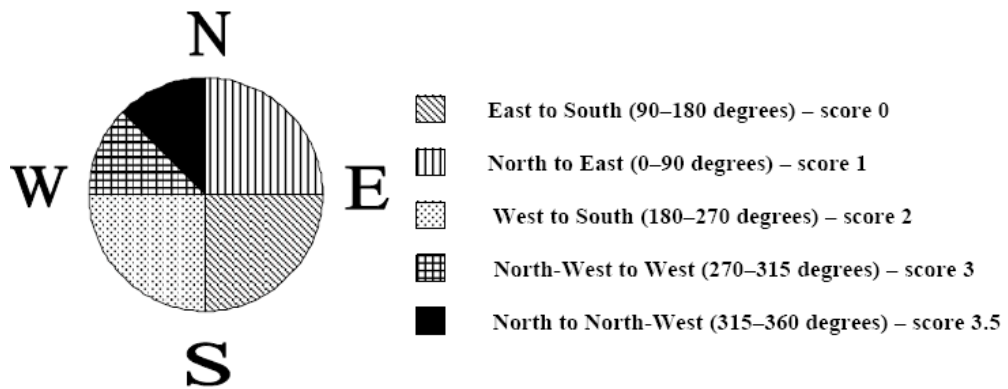 N
W
E
S
East to South (90–180 degrees) – score 0
North to East (0–90 degrees) – score 1
West to South (180–270 degrees) – score 2
North-West to West (270–315 degrees) – score 3
North to North-West (315–360 degrees) – score 3.5